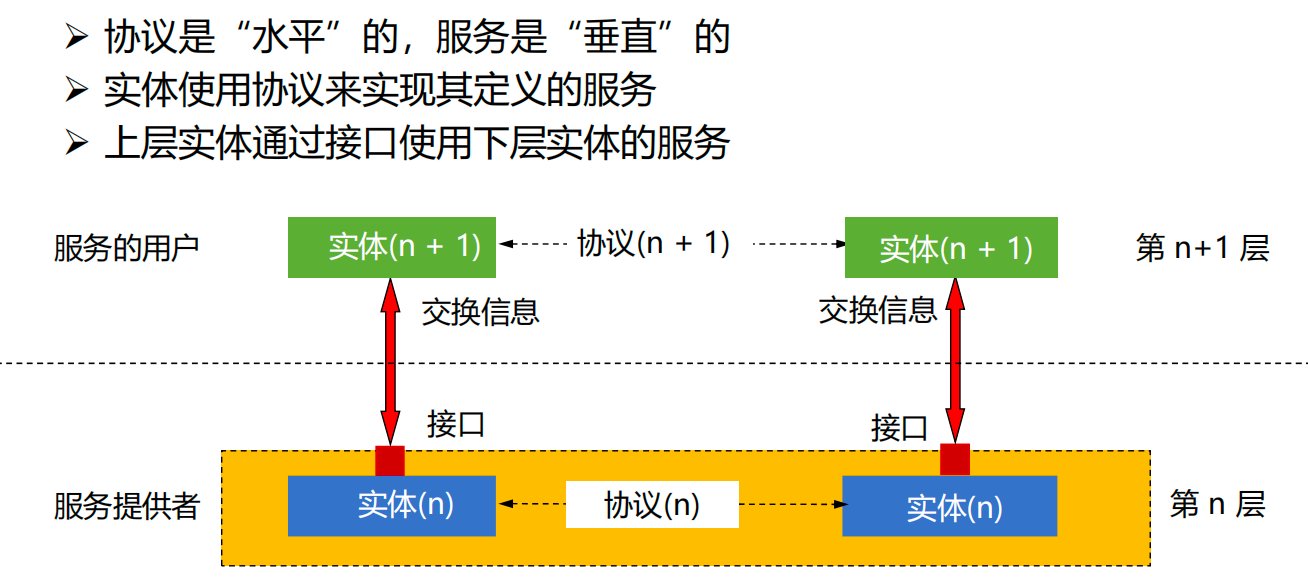 ➢ 协议是“水平”的，服务是“垂直”的
➢ 实体使用协议来实现其定义的服务
➢ 上层实体通过接口使用下层实体的服务
服务的用户 实体(n + 1) 协议(n + 1) 实体(n + 1) 第 n+1 层
交换信息 交换信息
接口 接口
服务提供者 实体(n) 协议(n) 实体(n) 第 n 层